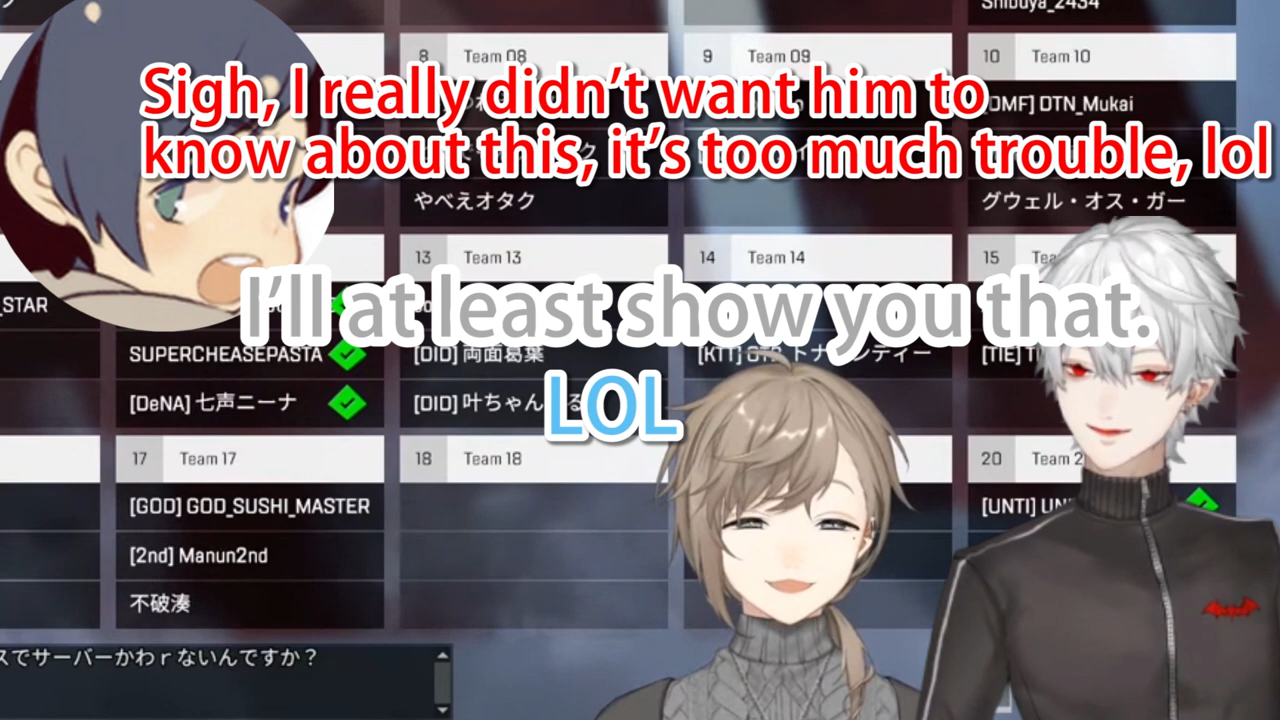 Shibuya_2434
8 Team 08
9 Team 09
10 Team 10
Sigh, I really didn't want him to
know about this, it's too much trouble, lol
DTN_Mukai
やべえオタク
グウェル・オス・ガー
13 Team 13
14 Team 14
15
I'll at least show you that.
_STAR
SUPERCHEASEPASTA
[DID] 両面葛葉
[DeNA] 七声ニーナ
[DID] 叶ちゃん
LOL
17 Team 17
18 Team 18
20 Team 2
[GOD] GOD_SUSHI_MASTER
[2nd] Manun2nd
不破湊
スでサーバーかわｒないんですか？